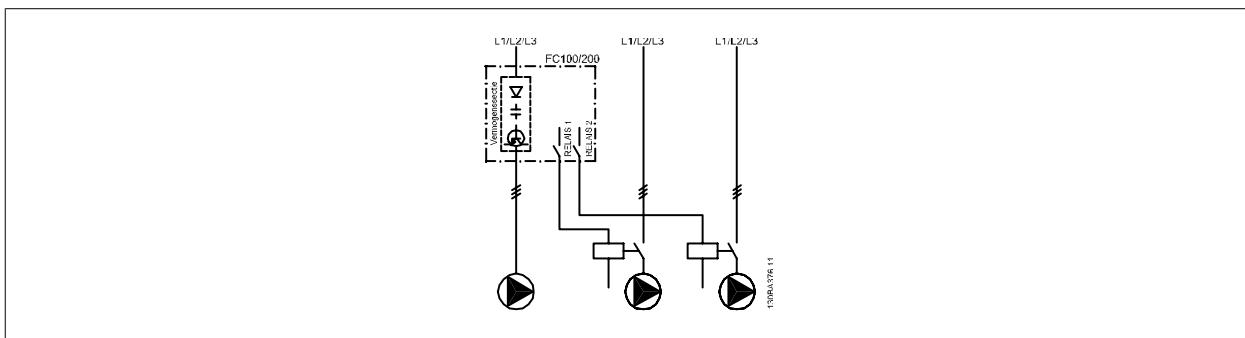 L1/L2/L3
L1/L2/L3
L1/L2/L3
FC100/200
Vermogenssectie
RELAIS 1
RELAIS 2
130BA376.11